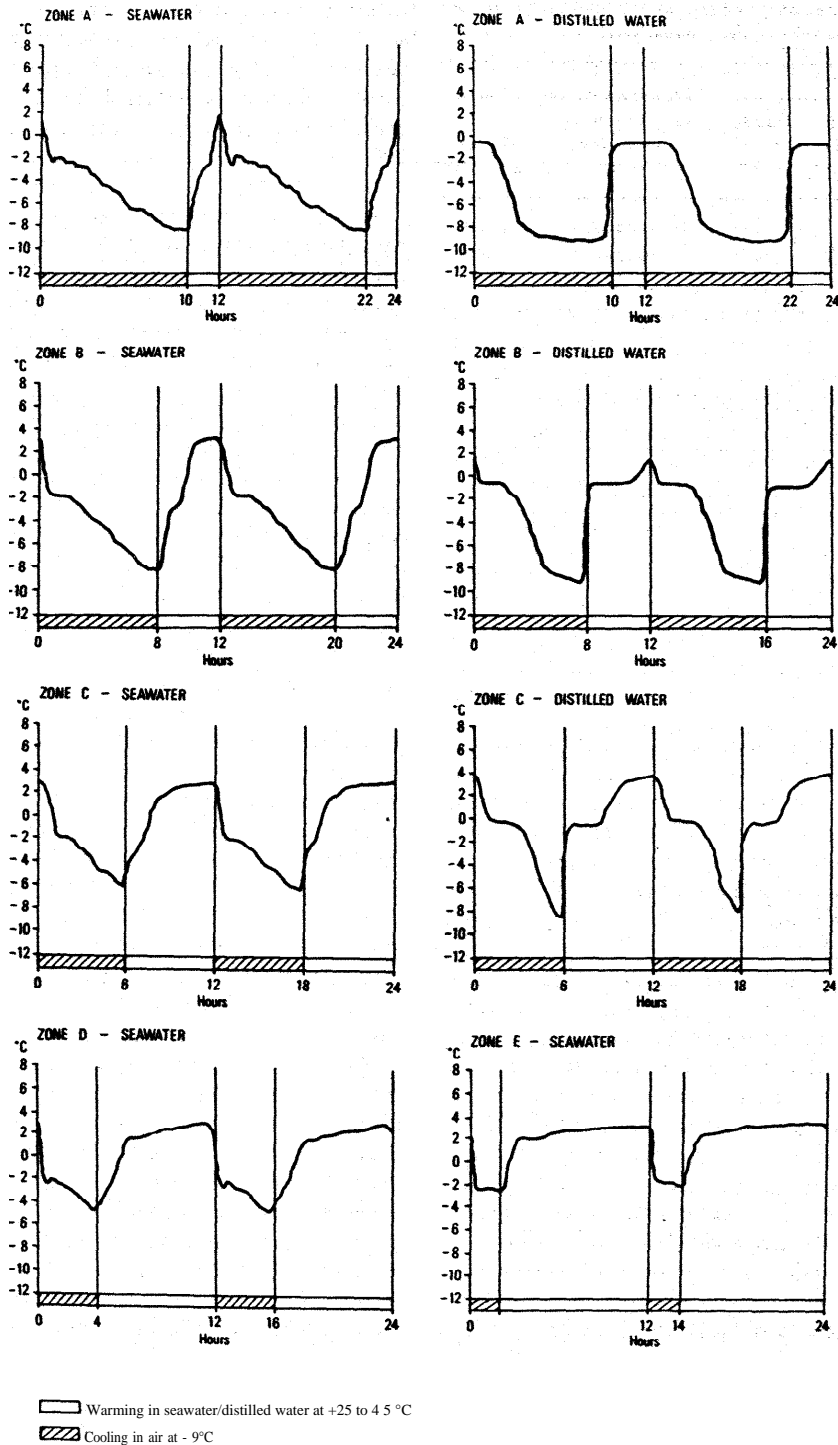 ZONE A - SEAWATER
°C
8
6
4
2
0
-2
-4
-6
-8
-10
-12
0 10 12 22 24
Hours
ZONE A - DISTILLED WATER
°C
8
6
4
2
0
-2
-4
-6
-8
-10
-12
0 10 12 22 24
Hours
ZONE B - SEAWATER
°C
8
6
4
2
0
-2
-4
-6
-8
-10
-12
0 8 12 20 24
Hours
ZONE B - DISTILLED WATER
°C
8
6
4
2
0
-2
-4
-6
-8
-10
-12
0 8 12 16 24
Hours
ZONE C - SEAWATER
°C
8
6
4
2
0
-2
-4
-6
-8
-10
-12
0 6 12 18 24
Hours
ZONE C - DISTILLED WATER
°C
8
6
4
2
0
-2
-4
-6
-8
-10
-12
0 6 12 18 24
Hours
ZONE D - SEAWATER
°C
8
6
4
2
0
-2
-4
-6
-8
-10
-12
0 4 12 16 24
Hours
ZONE E - SEAWATER
°C
8
6
4
2
0
-2
-4
-6
-8
-10
-12
0 12 14 24
Hours
Warming in seawater/distilled water at +25 to 4 5 °C
Cooling in air at - 9°C